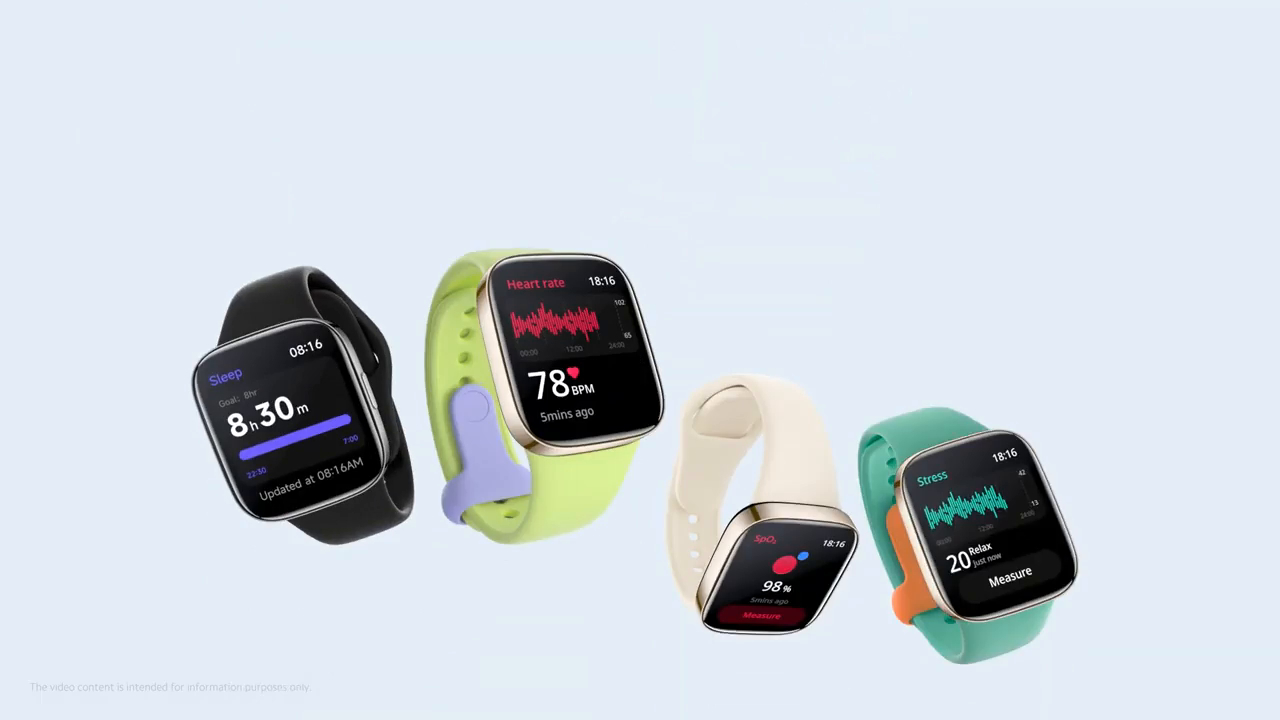 08:16
Sleep
Goal: 8hr
8h30m
7:00
22:30
Updated at 08:16AM
Heart rate 18:16
102
65
00:00 12:00 24:00
78 BPM
5mins ago
SpO₂ 18:16
98%
5mins ago
Measure
Stress 18:16
42
13
00:00 12:00 24:00
20 Relax
Just now
Measure
The video content is intended for information purposes only.